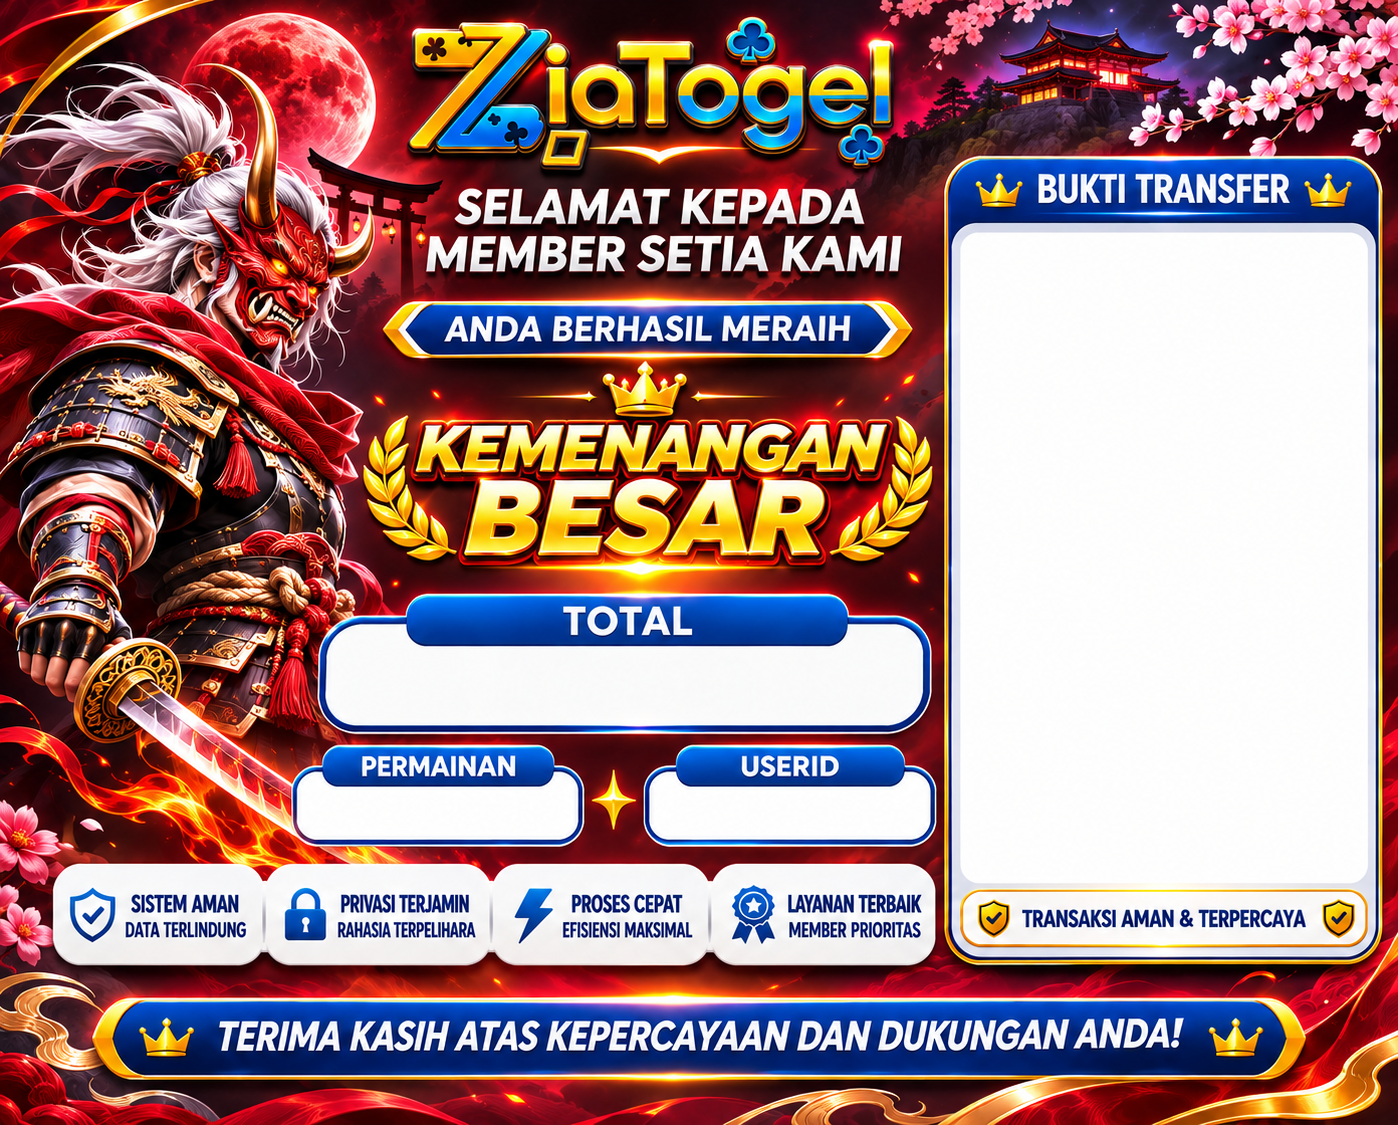 ZiaTogel
SELAMAT KEPADA
MEMBER SETIA KAMI
ANDA BERHASIL MERAIH
KEMENANGAN
BESAR
TOTAL
PERMAINAN
USERID
BUKTI TRANSFER
TRANSAKSI AMAN & TERPERCAYA
SISTEM AMAN
DATA TERLINDUNG
PRIVASI TERJAMIN
RAHASIA TERPELIHARA
PROSES CEPAT
EFISIENSI MAKSIMAL
LAYANAN TERBAIK
MEMBER PRIORITAS
TERIMA KASIH ATAS KEPERCAYAAN DAN DUKUNGAN ANDA!